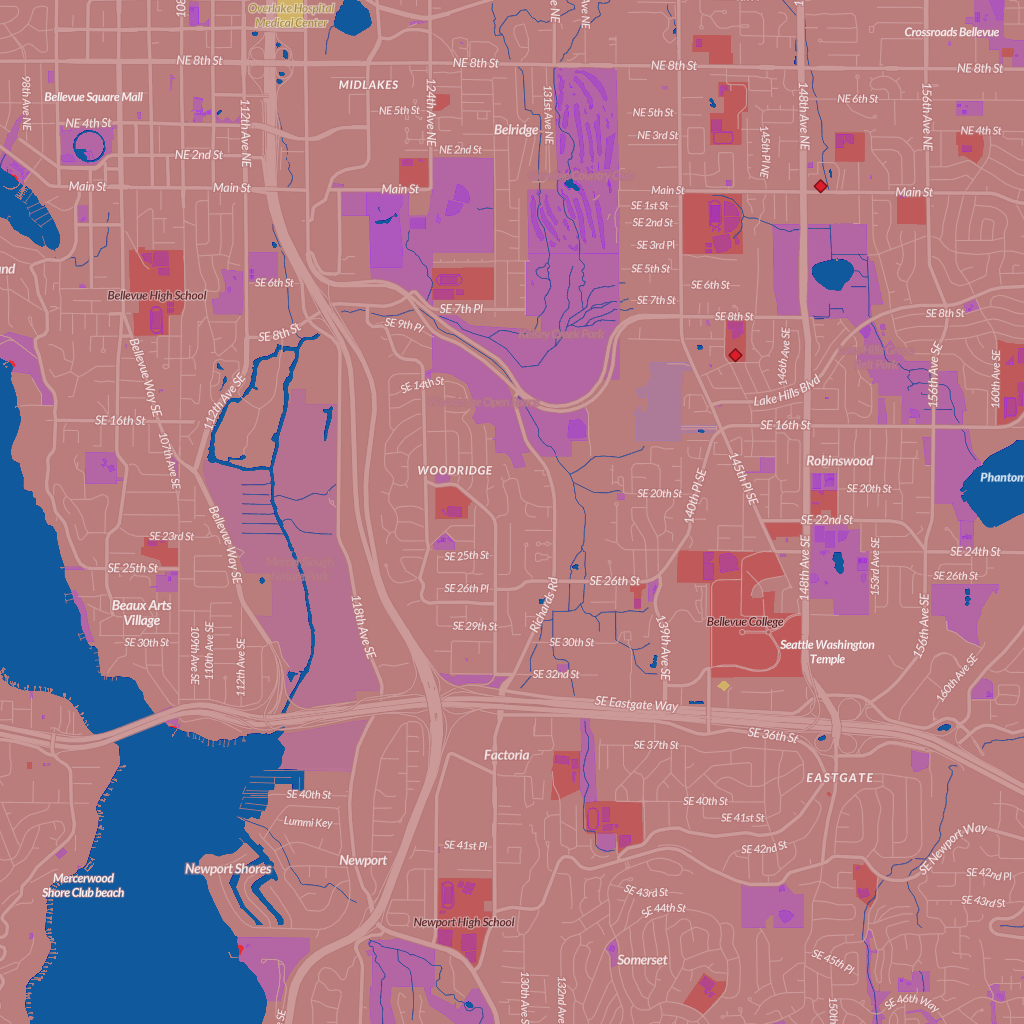 108
Overlake Hospital
Medical Center
Crossroads Bellevue
NE 8th St
NE 8th St
NE 8th St
NE 8th St
98th Ave NE
Bellevue Square Mall
MIDLAKES
124th Ave NE
131st Ave NE
148th Ave NE
156th Ave NE
NE 6th St
112th Ave NE
NE 5th St
NE 5th St
NE 4th St
NE 4th St
Belridge
NE 3rd St
145th Pl NE
NE 2nd St
NE 2nd St
Main St
Main St
Main St
Main St
Main St
SE 1st St
SE 2nd St
SE 3rd Pl
SE 5th St
SE 6th St
SE 6th St
Bellevue High School
SE 7th St
SE 7th Pl
SE 8th St
SE 8th St
SE 8th St
SE 9th Pl
Bellevue Way SE
112th Ave SE
146th Ave SE
156th Ave SE
160th Ave SE
SE 14th St
Lake Hills Blvd
SE 16th St
SE 16th St
107th Ave SE
WOODRIDGE
Robinswood
145th Pl SE
140th Pl SE
Phantom
SE 20th St
SE 20th St
Bellevue Way SE
SE 22nd St
SE 23rd St
SE 24th St
SE 25th St
SE 25th St
148th Ave SE
153rd Ave SE
SE 26th St
SE 26th St
SE 26th Pl
Richards Rd
Beaux Arts
Village
118th Ave SE
SE 29th St
139th Ave SE
Bellevue College
156th Ave SE
SE 30th St
SE 30th St
109th Ave SE
110th Ave SE
112th Ave SE
Seattle Washington
Temple
SE 32nd St
160th Ave SE
SE Eastgate Way
SE 36th St
SE 37th St
Factoria
EASTGATE
SE 40th St
SE 40th St
Lummi Key
SE 41st St
SE 41st Pl
SE 42nd St
SE Newport Way
Newport
Newport Shores
Mercerwood
Shore Club beach
SE 42nd Pl
SE 43rd St
SE 43rd St
SE 44th St
Newport High School
Somerset
SE 45th Pl
SE 46th Way